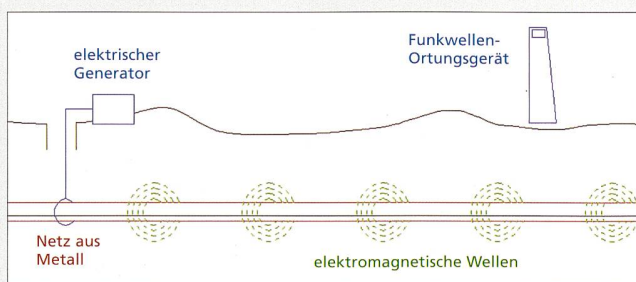 elektrischer
Generator
Funkwellen-
Ortungsgerät
Netz aus
Metall
elektromagnetische Wellen